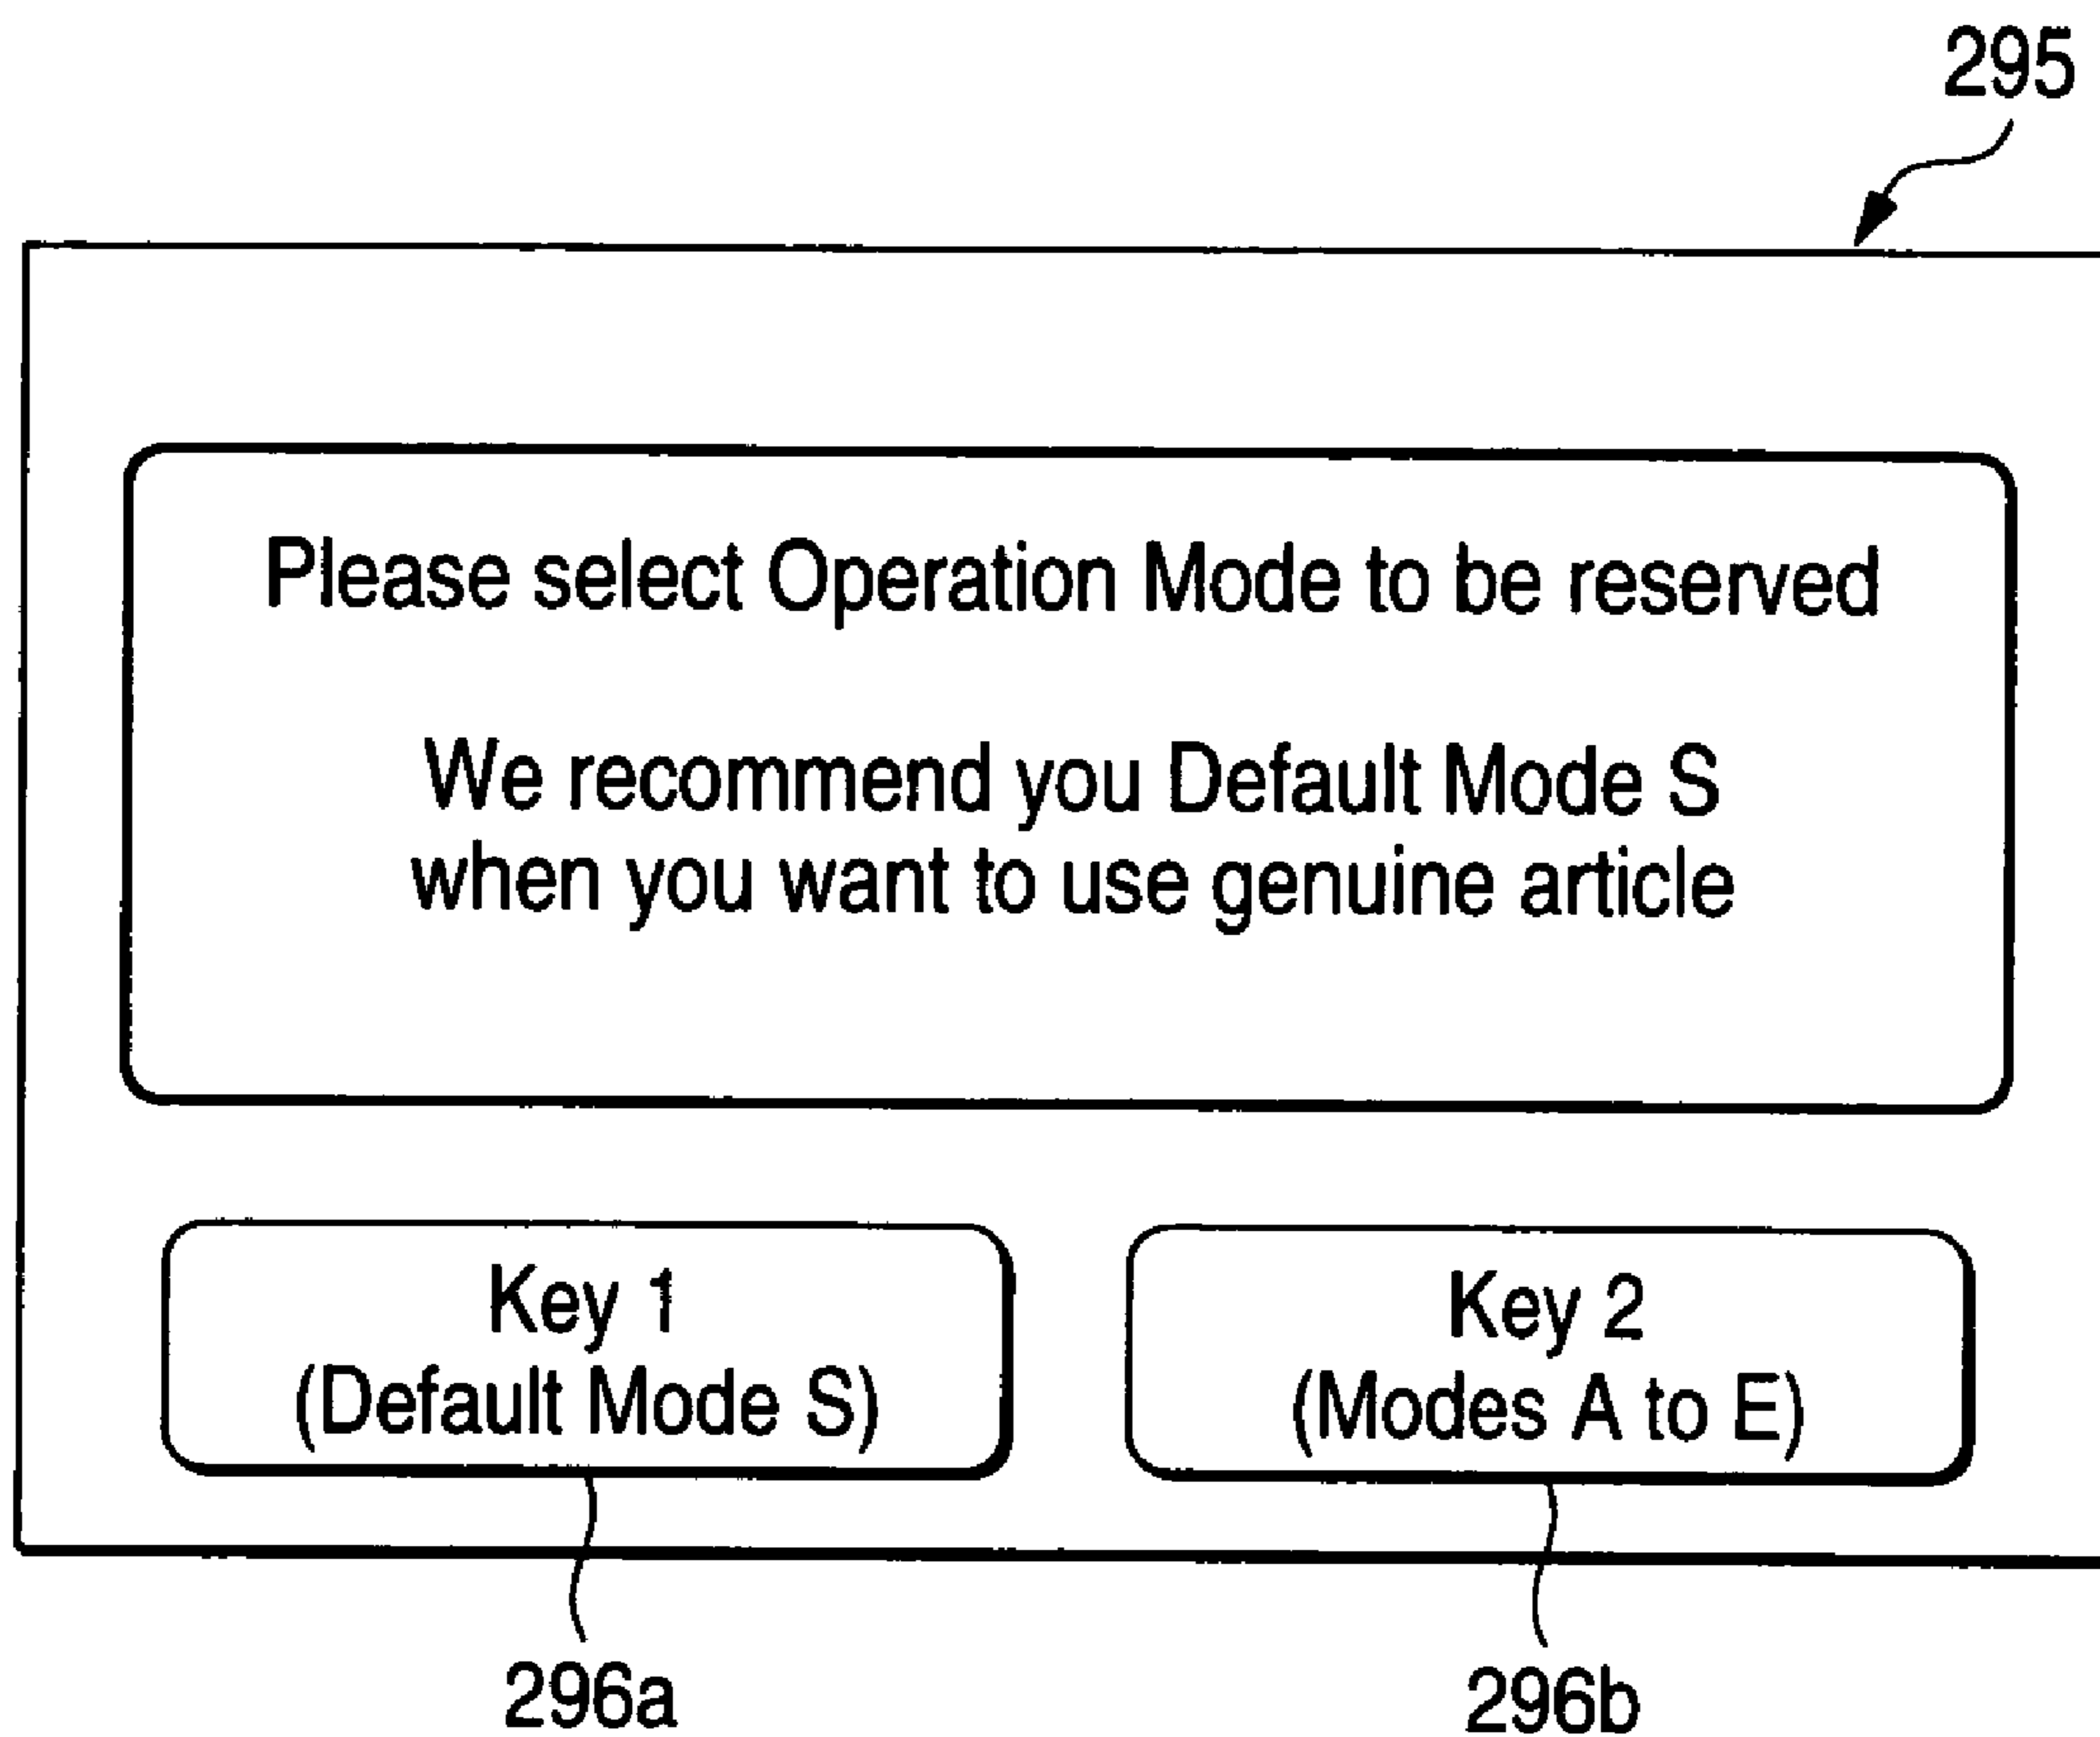 295
Please select Operation Mode to be reserved
We recommend you Default Mode S
when you want to use genuine article
Key 1
(Default Mode S)
Key 2
(Modes A to E)
296a
296b